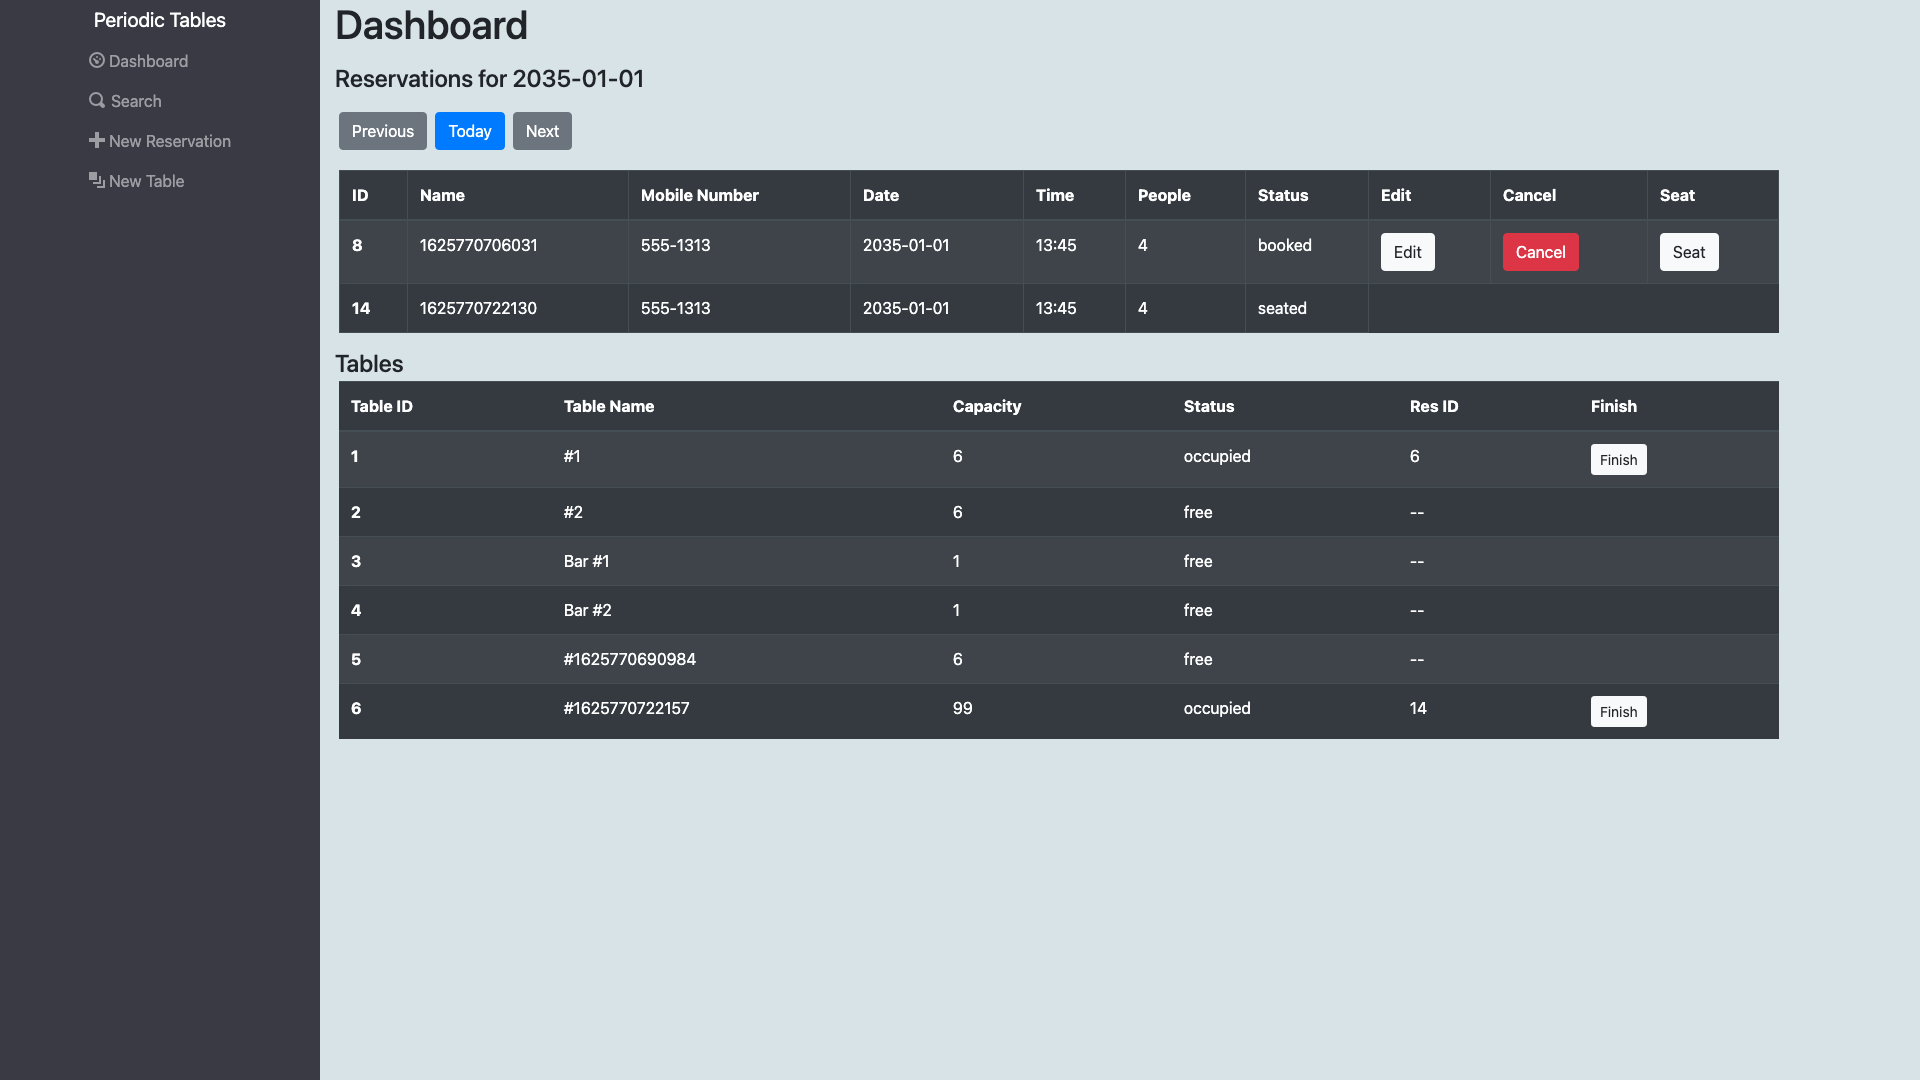 Periodic Tables
Dashboard
Search
New Reservation
New Table
Dashboard
Reservations for 2035-01-01
Previous Today Next
ID Name Mobile Number Date Time People Status Edit Cancel Seat
8 1625770706031 555-1313 2035-01-01 13:45 4 booked Edit Cancel Seat
14 1625770722130 555-1313 2035-01-01 13:45 4 seated
Tables
Table ID Table Name Capacity Status Res ID Finish
1 #1 6 occupied 6 Finish
2 #2 6 free --
3 Bar #1 1 free --
4 Bar #2 1 free --
5 #1625770690984 6 free --
6 #1625770722157 99 occupied 14 Finish